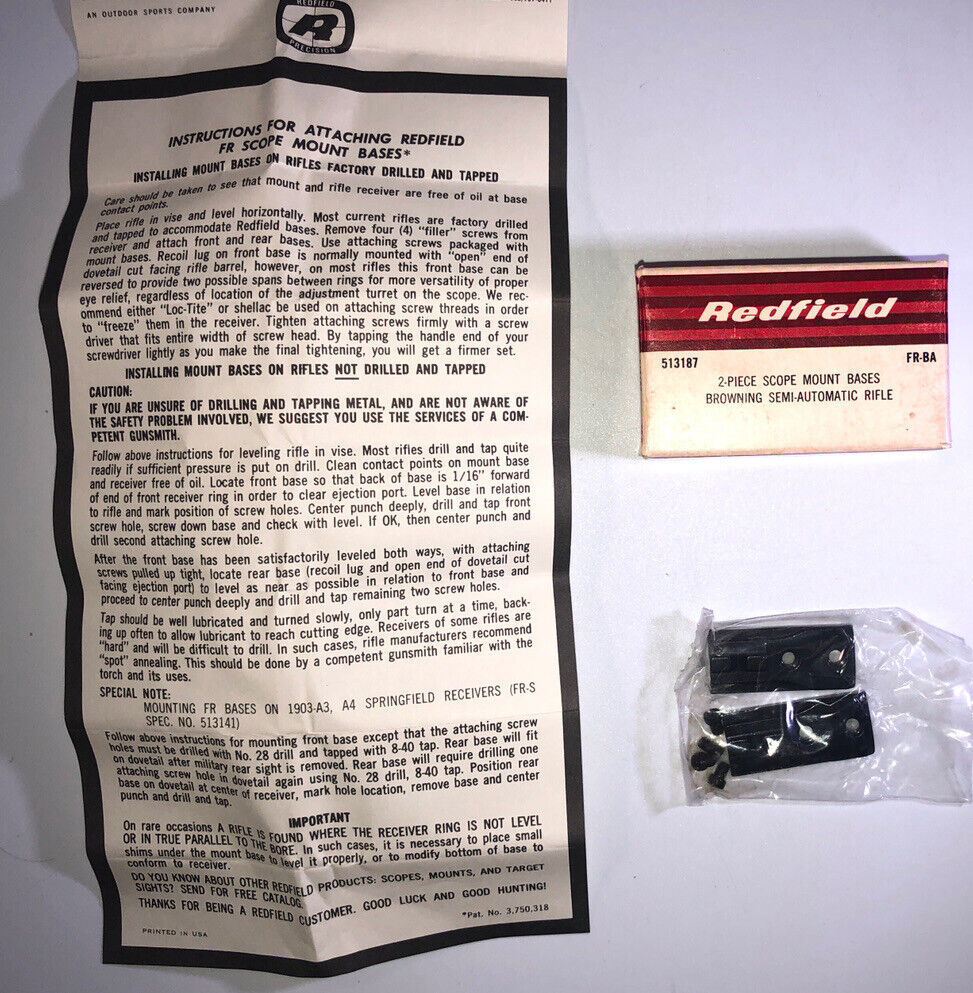 AN OUTDOOR SPORTS COMPANY
REDFIELD
R
PRECISION
INSTRUCTIONS FOR ATTACHING REDFIELD
FR SCOPE MOUNT BASES*
INSTALLING MOUNT BASES ON RIFLES FACTORY DRILLED AND TAPPED
Care should be taken to see that mount and rifle receiver are free of oil at base
contact points.
Place rifle in vise and level horizontally. Most current rifles are factory drilled
and tapped to accommodate Redfield bases. Remove four (4) "filler" screws from
receiver and attach front and rear bases. Use attaching screws packaged with
mount bases. Recoil lug on front base is normally mounted with "open" end of
dovetail cut facing rifle barrel, however, on most rifles this front base can be
reversed to provide two possible spans between rings for more versatility of proper
eye relief, regardless of location of the adjustment turret on the scope. We rec-
ommend either "Loc-Tite" or shellac be used on attaching screw threads in order
to "freeze" them in the receiver. Tighten attaching screws firmly with a screw
driver that fits entire width of screw head. By tapping the handle end of your
screwdriver lightly as you make the final tightening, you will get a firmer set.
INSTALLING MOUNT BASES ON RIFLES NOT DRILLED AND TAPPED
CAUTION:
IF YOU ARE UNSURE OF DRILLING AND TAPPING METAL, AND ARE NOT AWARE OF
THE SAFETY PROBLEM INVOLVED, WE SUGGEST YOU USE THE SERVICES OF A COM-
PETENT GUNSMITH.
Follow above instructions for leveling rifle in vise. Most rifles drill and tap quite
readily if sufficient pressure is put on drill. Clean contact points on mount base
and receiver free of oil. Locate front base so that back of base is 1/16" forward
of end of front receiver ring in order to clear ejection port. Level base in relation
to rifle and mark position of screw holes. Center punch deeply, drill and tap front
screw hole, screw down base and check with level. If OK, then center punch and
drill second attaching screw hole.
After the front base has been satisfactorily leveled both ways, with attaching
screws pulled up tight, locate rear base (recoil lug and open end of dovetail cut
facing ejection port) to level as near as possible in relation to front base and
proceed to center punch deeply and drill and tap remaining two screw holes.
Tap should be well lubricated and turned slowly, only part turn at a time, back-
ing up often to allow lubricant to reach cutting edge. Receivers of some rifles are
"hard" and will be difficult to drill. In such cases, rifle manufacturers recommend
"spot" annealing. This should be done by a competent gunsmith familiar with the
torch and its uses.
SPECIAL NOTE:
MOUNTING FR BASES ON 1903-A3, A4 SPRINGFIELD RECEIVERS (FR-S
SPEC. NO. 513141)
Follow above instructions for mounting front base except that the attaching screw
holes must be drilled with No. 28 drill and tapped with 8-40 tap. Rear base will fit
on dovetail after military rear sight is removed. Rear base will require drilling one
attaching screw hole in dovetail again using No. 28 drill, 8-40 tap. Position rear
base on dovetail at center of receiver, mark hole location, remove base and center
punch and drill and tap.
IMPORTANT
On rare occasions A RIFLE IS FOUND WHERE THE RECEIVER RING IS NOT LEVEL
OR IN TRUE PARALLEL TO THE BORE. In such cases, it is necessary to place small
shims under the mount base to level it properly, or to modify bottom of base to
conform to receiver.
DO YOU KNOW ABOUT OTHER REDFIELD PRODUCTS: SCOPES, MOUNTS, AND TARGET
SIGHTS? SEND FOR FREE CATALOG.
THANKS FOR BEING A REDFIELD CUSTOMER. GOOD LUCK AND GOOD HUNTING!
*Pat. No. 3,750,318
PRINTED IN USA
Redfield
513187 FR-BA
2-PIECE SCOPE MOUNT BASES
BROWNING SEMI-AUTOMATIC RIFLE